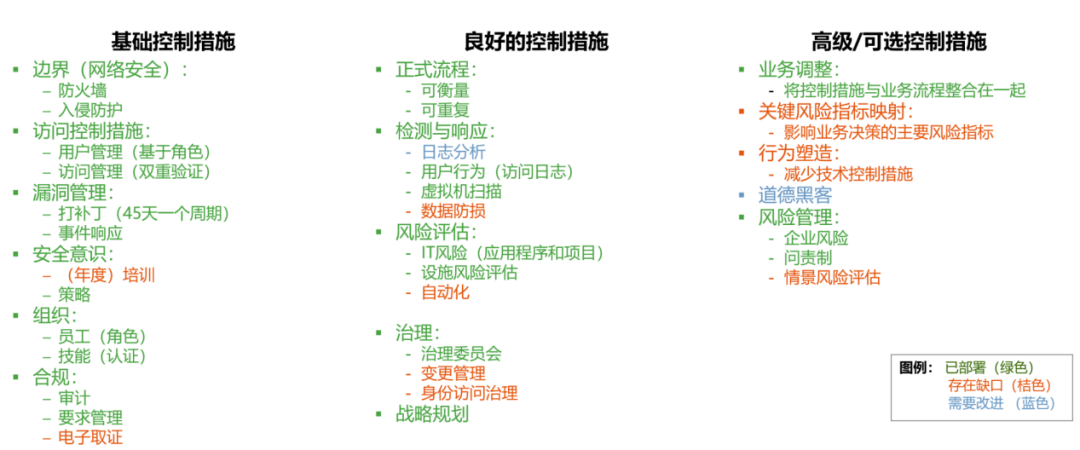 基础控制措施
▪ 边界（网络安全）：
– 防火墙
– 入侵防护
▪ 访问控制措施：
– 用户管理（基于角色）
– 访问管理（双重验证）
▪ 漏洞管理：
– 打补丁（45天一个周期）
– 事件响应
▪ 安全意识：
– （年度）培训
– 策略
▪ 组织：
– 员工（角色）
– 技能（认证）
▪ 合规：
– 审计
– 要求管理
– 电子取证
良好的控制措施
▪ 正式流程：
- 可衡量
- 可重复
▪ 检测与响应：
- 日志分析
- 用户行为（访问日志）
- 虚拟机扫描
- 数据防损
▪ 风险评估：
- IT风险（应用程序和项目）
- 设施风险评估
- 自动化
▪ 治理：
- 治理委员会
- 变更管理
- 身份访问治理
▪ 战略规划
高级/可选控制措施
▪ 业务调整：
- 将控制措施与业务流程整合在一起
▪ 关键风险指标映射：
- 影响业务决策的主要风险指标
▪ 行为塑造：
- 减少技术控制措施
▪ 道德黑客
▪ 风险管理：
- 企业风险
- 问责制
- 情景风险评估
图例： 已部署（绿色）
存在缺口（桔色）
需要改进 （蓝色）